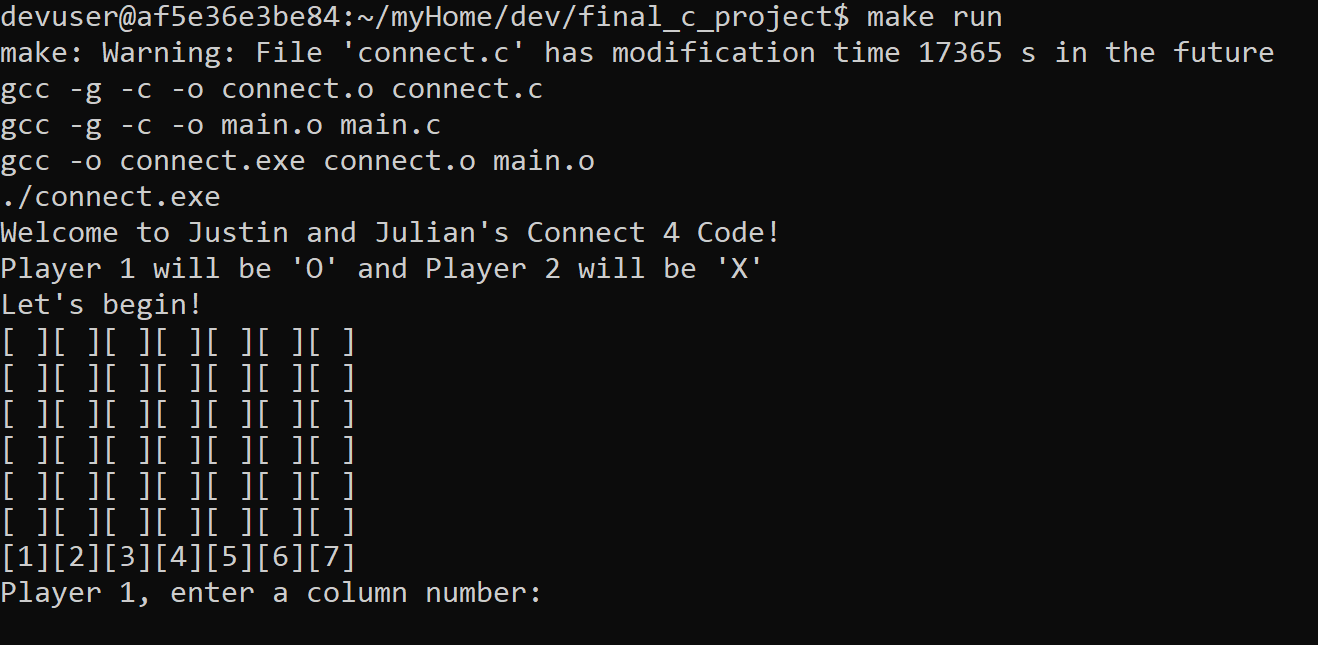 devuser@af5e36e3be84:~/myHome/dev/final_c_project$ make run
make: Warning: File 'connect.c' has modification time 17365 s in the future
gcc -g -c -o connect.o connect.c
gcc -g -c -o main.o main.c
gcc -o connect.exe connect.o main.o
./connect.exe
Welcome to Justin and Julian's Connect 4 Code!
Player 1 will be 'O' and Player 2 will be 'X'
Let's begin!
[ ][ ][ ][ ][ ][ ][ ]
[ ][ ][ ][ ][ ][ ][ ]
[ ][ ][ ][ ][ ][ ][ ]
[ ][ ][ ][ ][ ][ ][ ]
[ ][ ][ ][ ][ ][ ][ ]
[ ][ ][ ][ ][ ][ ][ ]
[1][2][3][4][5][6][7]
Player 1, enter a column number: